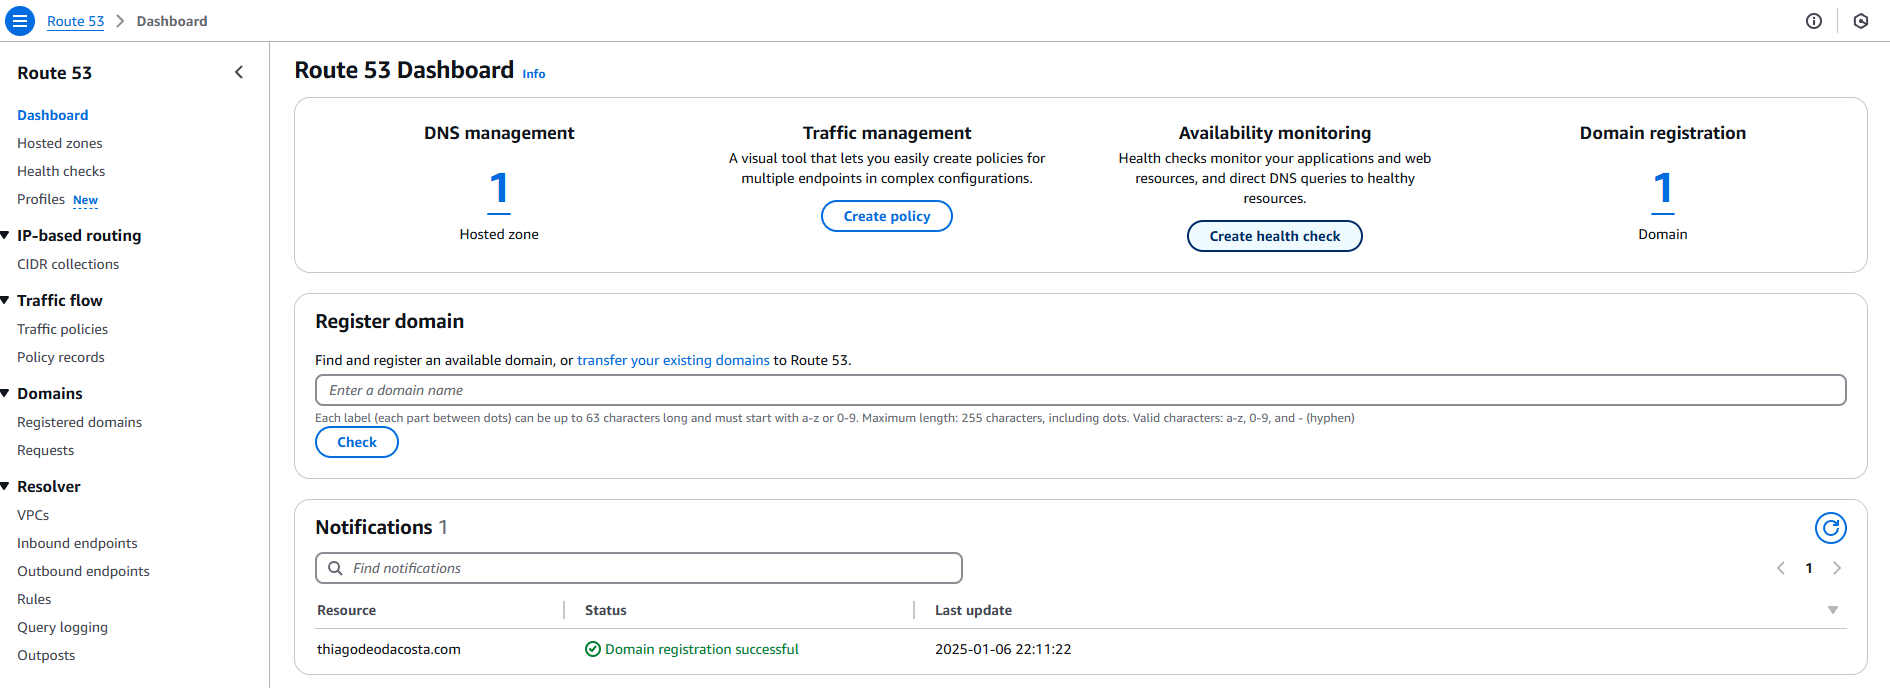 Route 53 > Dashboard
Route 53
Dashboard
Hosted zones
Health checks
Profiles New
IP-based routing
CIDR collections
Traffic flow
Traffic policies
Policy records
Domains
Registered domains
Requests
Resolver
VPCs
Inbound endpoints
Outbound endpoints
Rules
Query logging
Outposts
Route 53 Dashboard Info
DNS management
1
Hosted zone
Traffic management
A visual tool that lets you easily create policies for
multiple endpoints in complex configurations.
Create policy
Availability monitoring
Health checks monitor your applications and web
resources, and direct DNS queries to healthy
resources.
Create health check
Domain registration
1
Domain
Register domain
Find and register an available domain, or transfer your existing domains to Route 53.
Enter a domain name
Each label (each part between dots) can be up to 63 characters long and must start with a-z or 0-9. Maximum length: 255 characters, including dots. Valid characters: a-z, 0-9, and - (hyphen)
Check
Notifications 1
Find notifications
1
Resource Status Last update
thiagodeodacosta.com Domain registration successful 2025-01-06 22:11:22